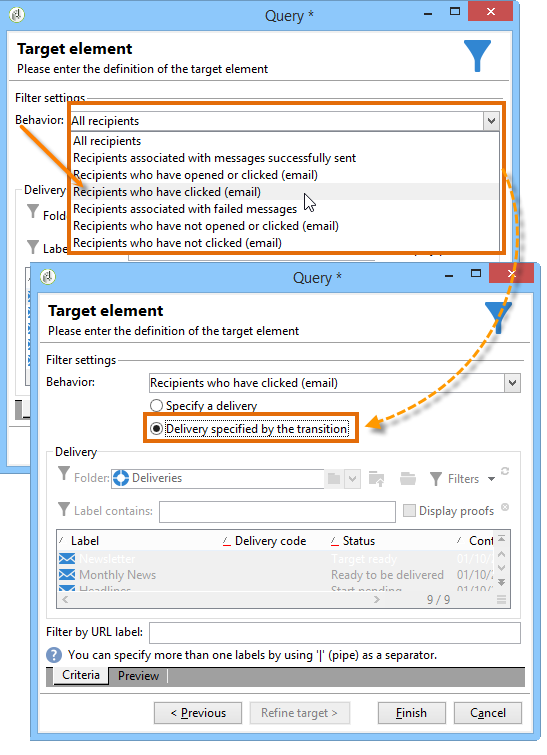 Query *
Target element
Please enter the definition of the target element
Filter settings
Behavior: All recipients
All recipients
Recipients associated with messages successfully sent
Recipients who have opened or clicked (email)
Recipients who have clicked (email)
Recipients associated with failed messages
Recipients who have not opened or clicked (email)
Recipients who have not clicked (email)
Delivery
Query *
Target element
Please enter the definition of the target element
Filter settings
Behavior: Recipients who have clicked (email)
Specify a delivery
Delivery specified by the transition
Delivery
Folder: Deliveries Filters
Label contains: Display proofs
Label Delivery code Status Cont
Newsletter Target ready 01/10/
Monthly News Ready to be delivered 01/10/2
Headlines Start pending
9 / 9
Filter by URL label:
You can specify more than one labels by using '|' (pipe) as a separator.
Criteria Preview
< Previous Refine target > Finish Cancel